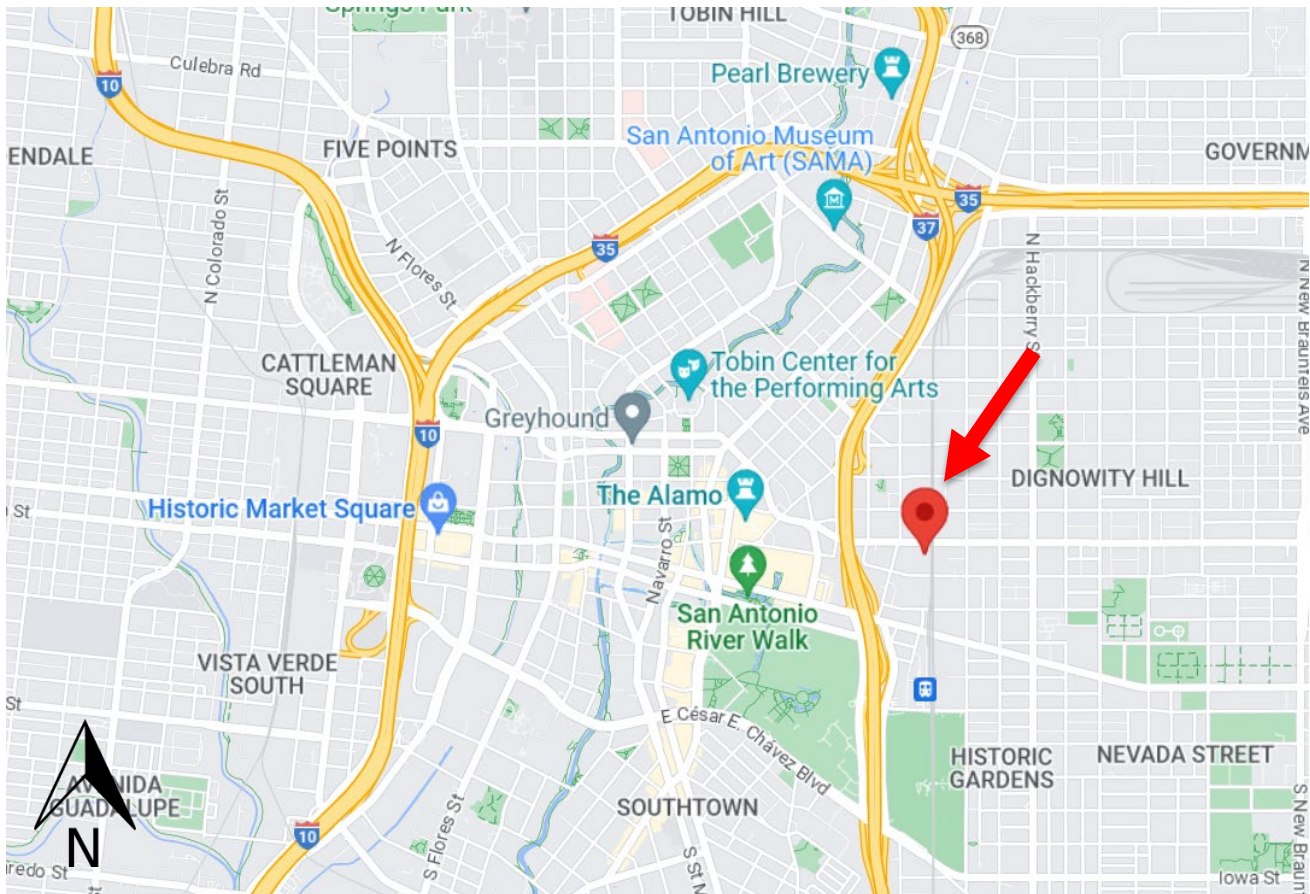 Springs Park
TOBIN HILL
368
Culebra Rd
10
Pearl Brewery
San Antonio Museum
of Art (SAMA)
ENDALE
FIVE POINTS
GOVERNM
N Colorado St
35
35
37
N Flores St
N Hackberry S
N New Braunfels Ave
CATTLEMAN
SQUARE
Tobin Center for
the Performing Arts
Greyhound
10
DIGNOWITY HILL
The Alamo
Historic Market Square
St
Navarro St
San Antonio
River Walk
VISTA VERDE
SOUTH
St
E César E. Chávez Blvd
HISTORIC
GARDENS
NEVADA STREET
AVENIDA
GUADALUPE
SOUTHTOWN
N
10
S Flores St
S St M
S New Braun
redo St
Iowa St